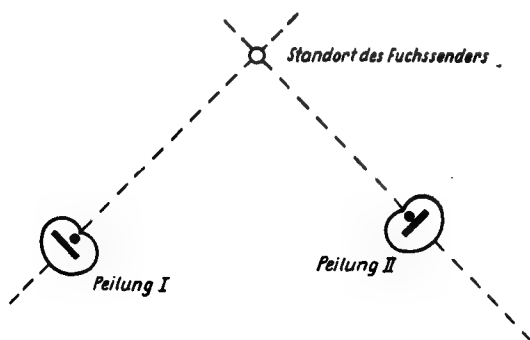 Standort des Fuchssenders
Peilung I
Peilung II